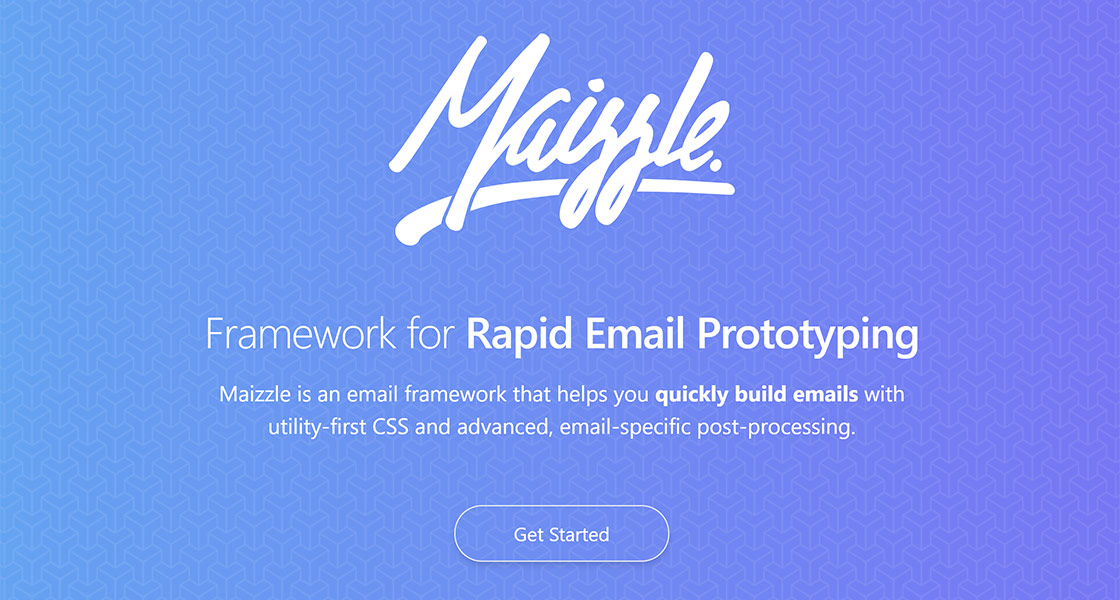 Maizzle.
Framework for Rapid Email Prototyping
Maizzle is an email framework that helps you quickly build emails with
utility-first CSS and advanced, email-specific post-processing.
Get Started